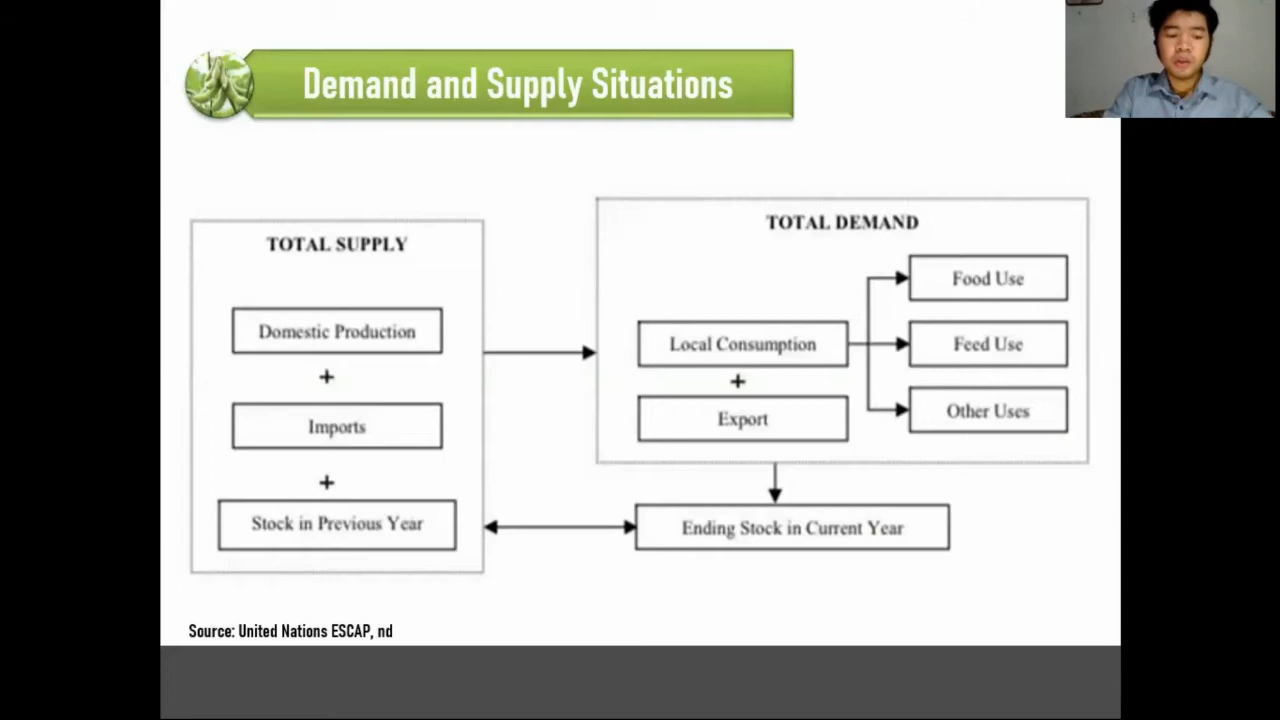 Demand and Supply Situations
TOTAL SUPPLY
Domestic Production
+
Imports
+
Stock in Previous Year
TOTAL DEMAND
Local Consumption
+
Export
Food Use
Feed Use
Other Uses
Ending Stock in Current Year
Source: United Nations ESCAP, nd